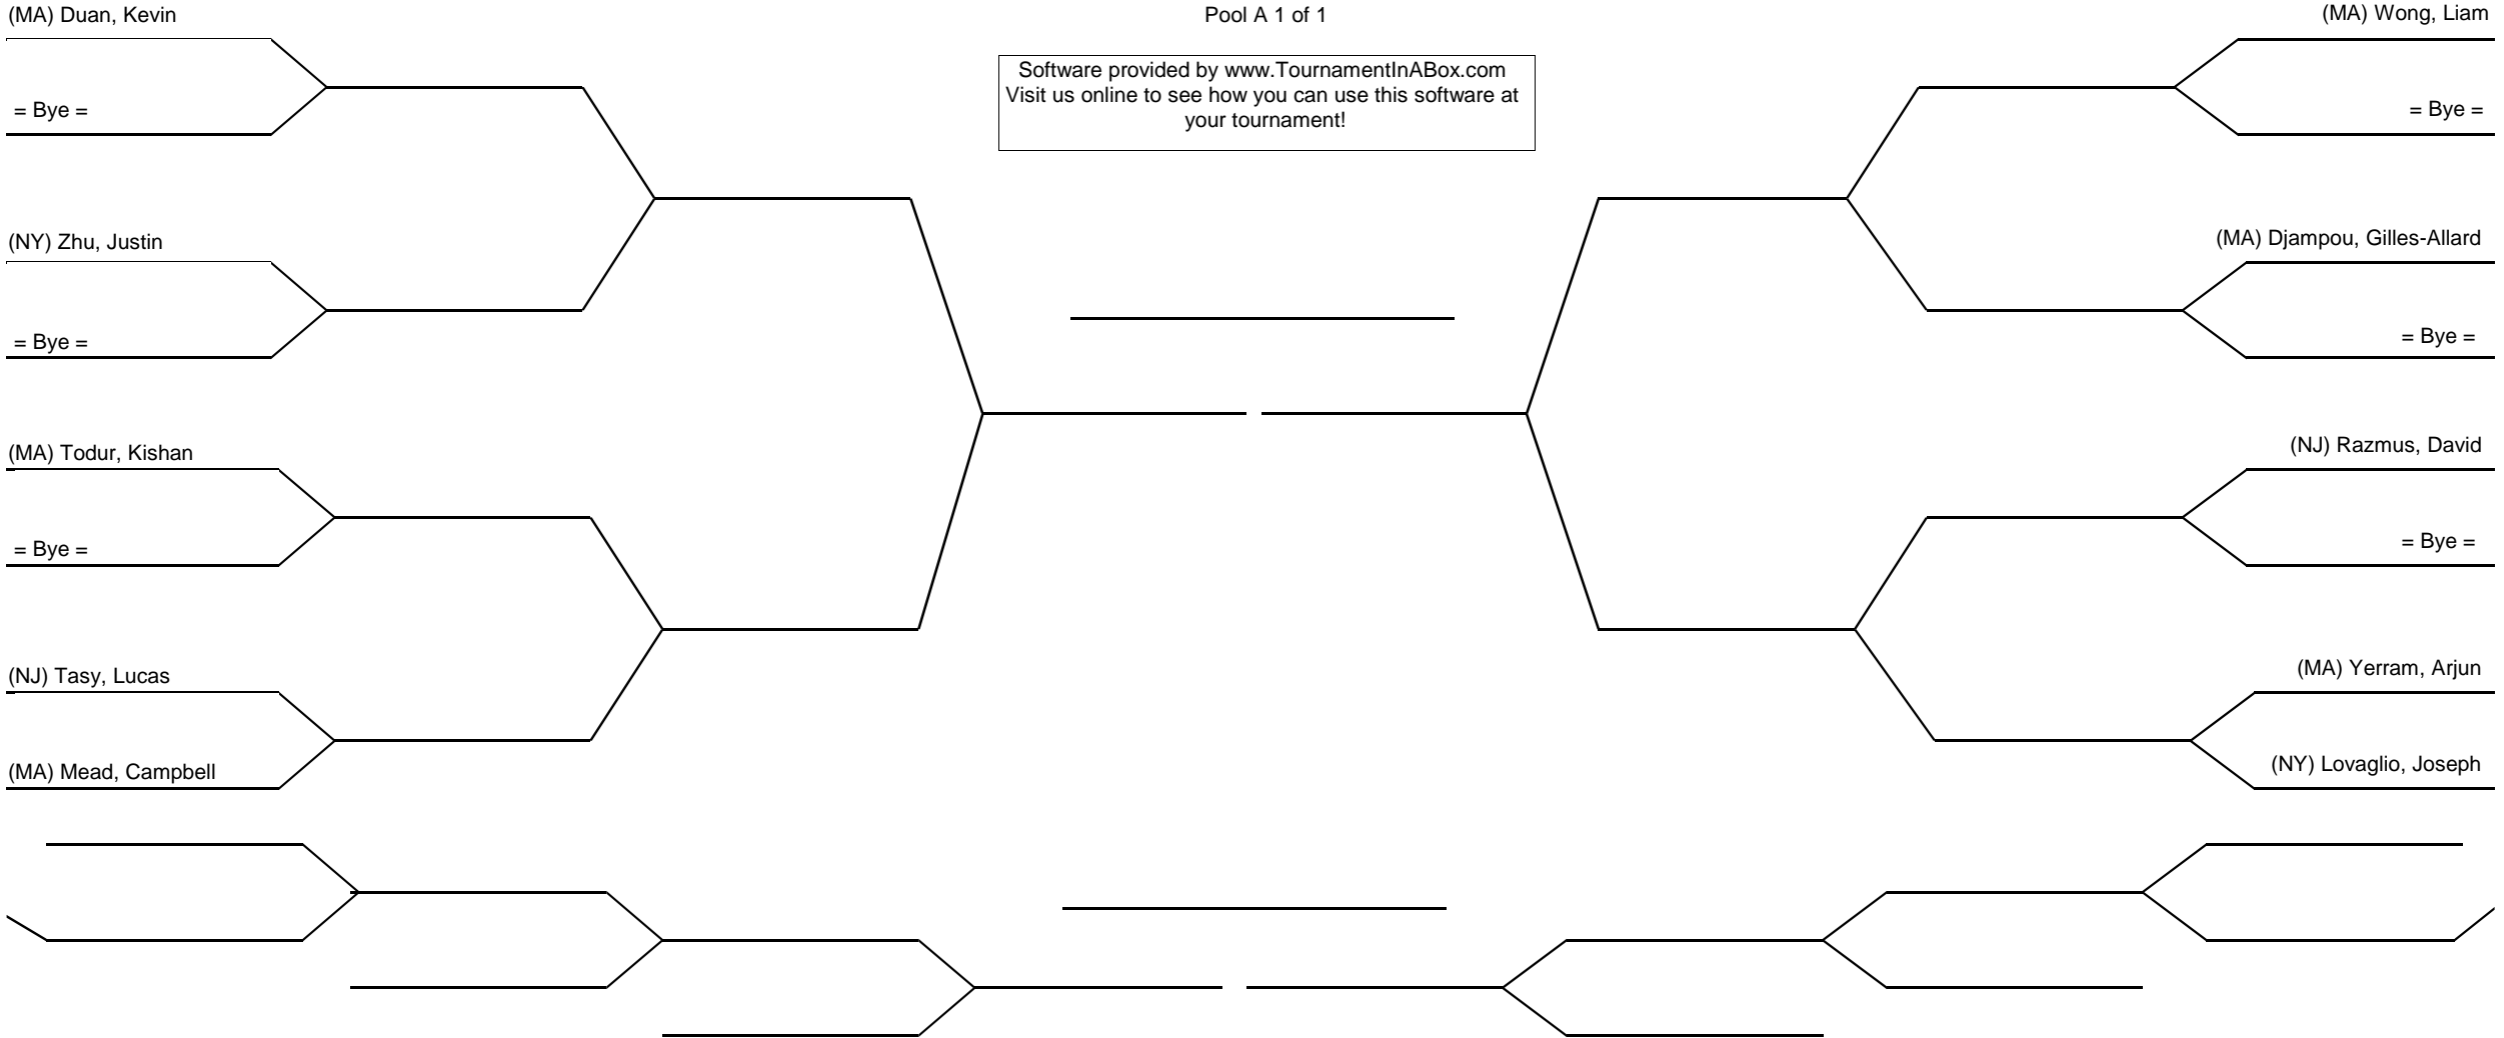 (MA) Duan, Kevin
Pool A 1 of 1
(MA) Wong, Liam
Software provided by www.TournamentInABox.com
Visit us online to see how you can use this software at
your tournament!
= Bye =
= Bye =
(NY) Zhu, Justin
(MA) Djampou, Gilles-Allard
= Bye =
= Bye =
(MA) Todur, Kishan
(NJ) Razmus, David
= Bye =
= Bye =
(NJ) Tasy, Lucas
(MA) Yerram, Arjun
(MA) Mead, Campbell
(NY) Lovaglio, Joseph